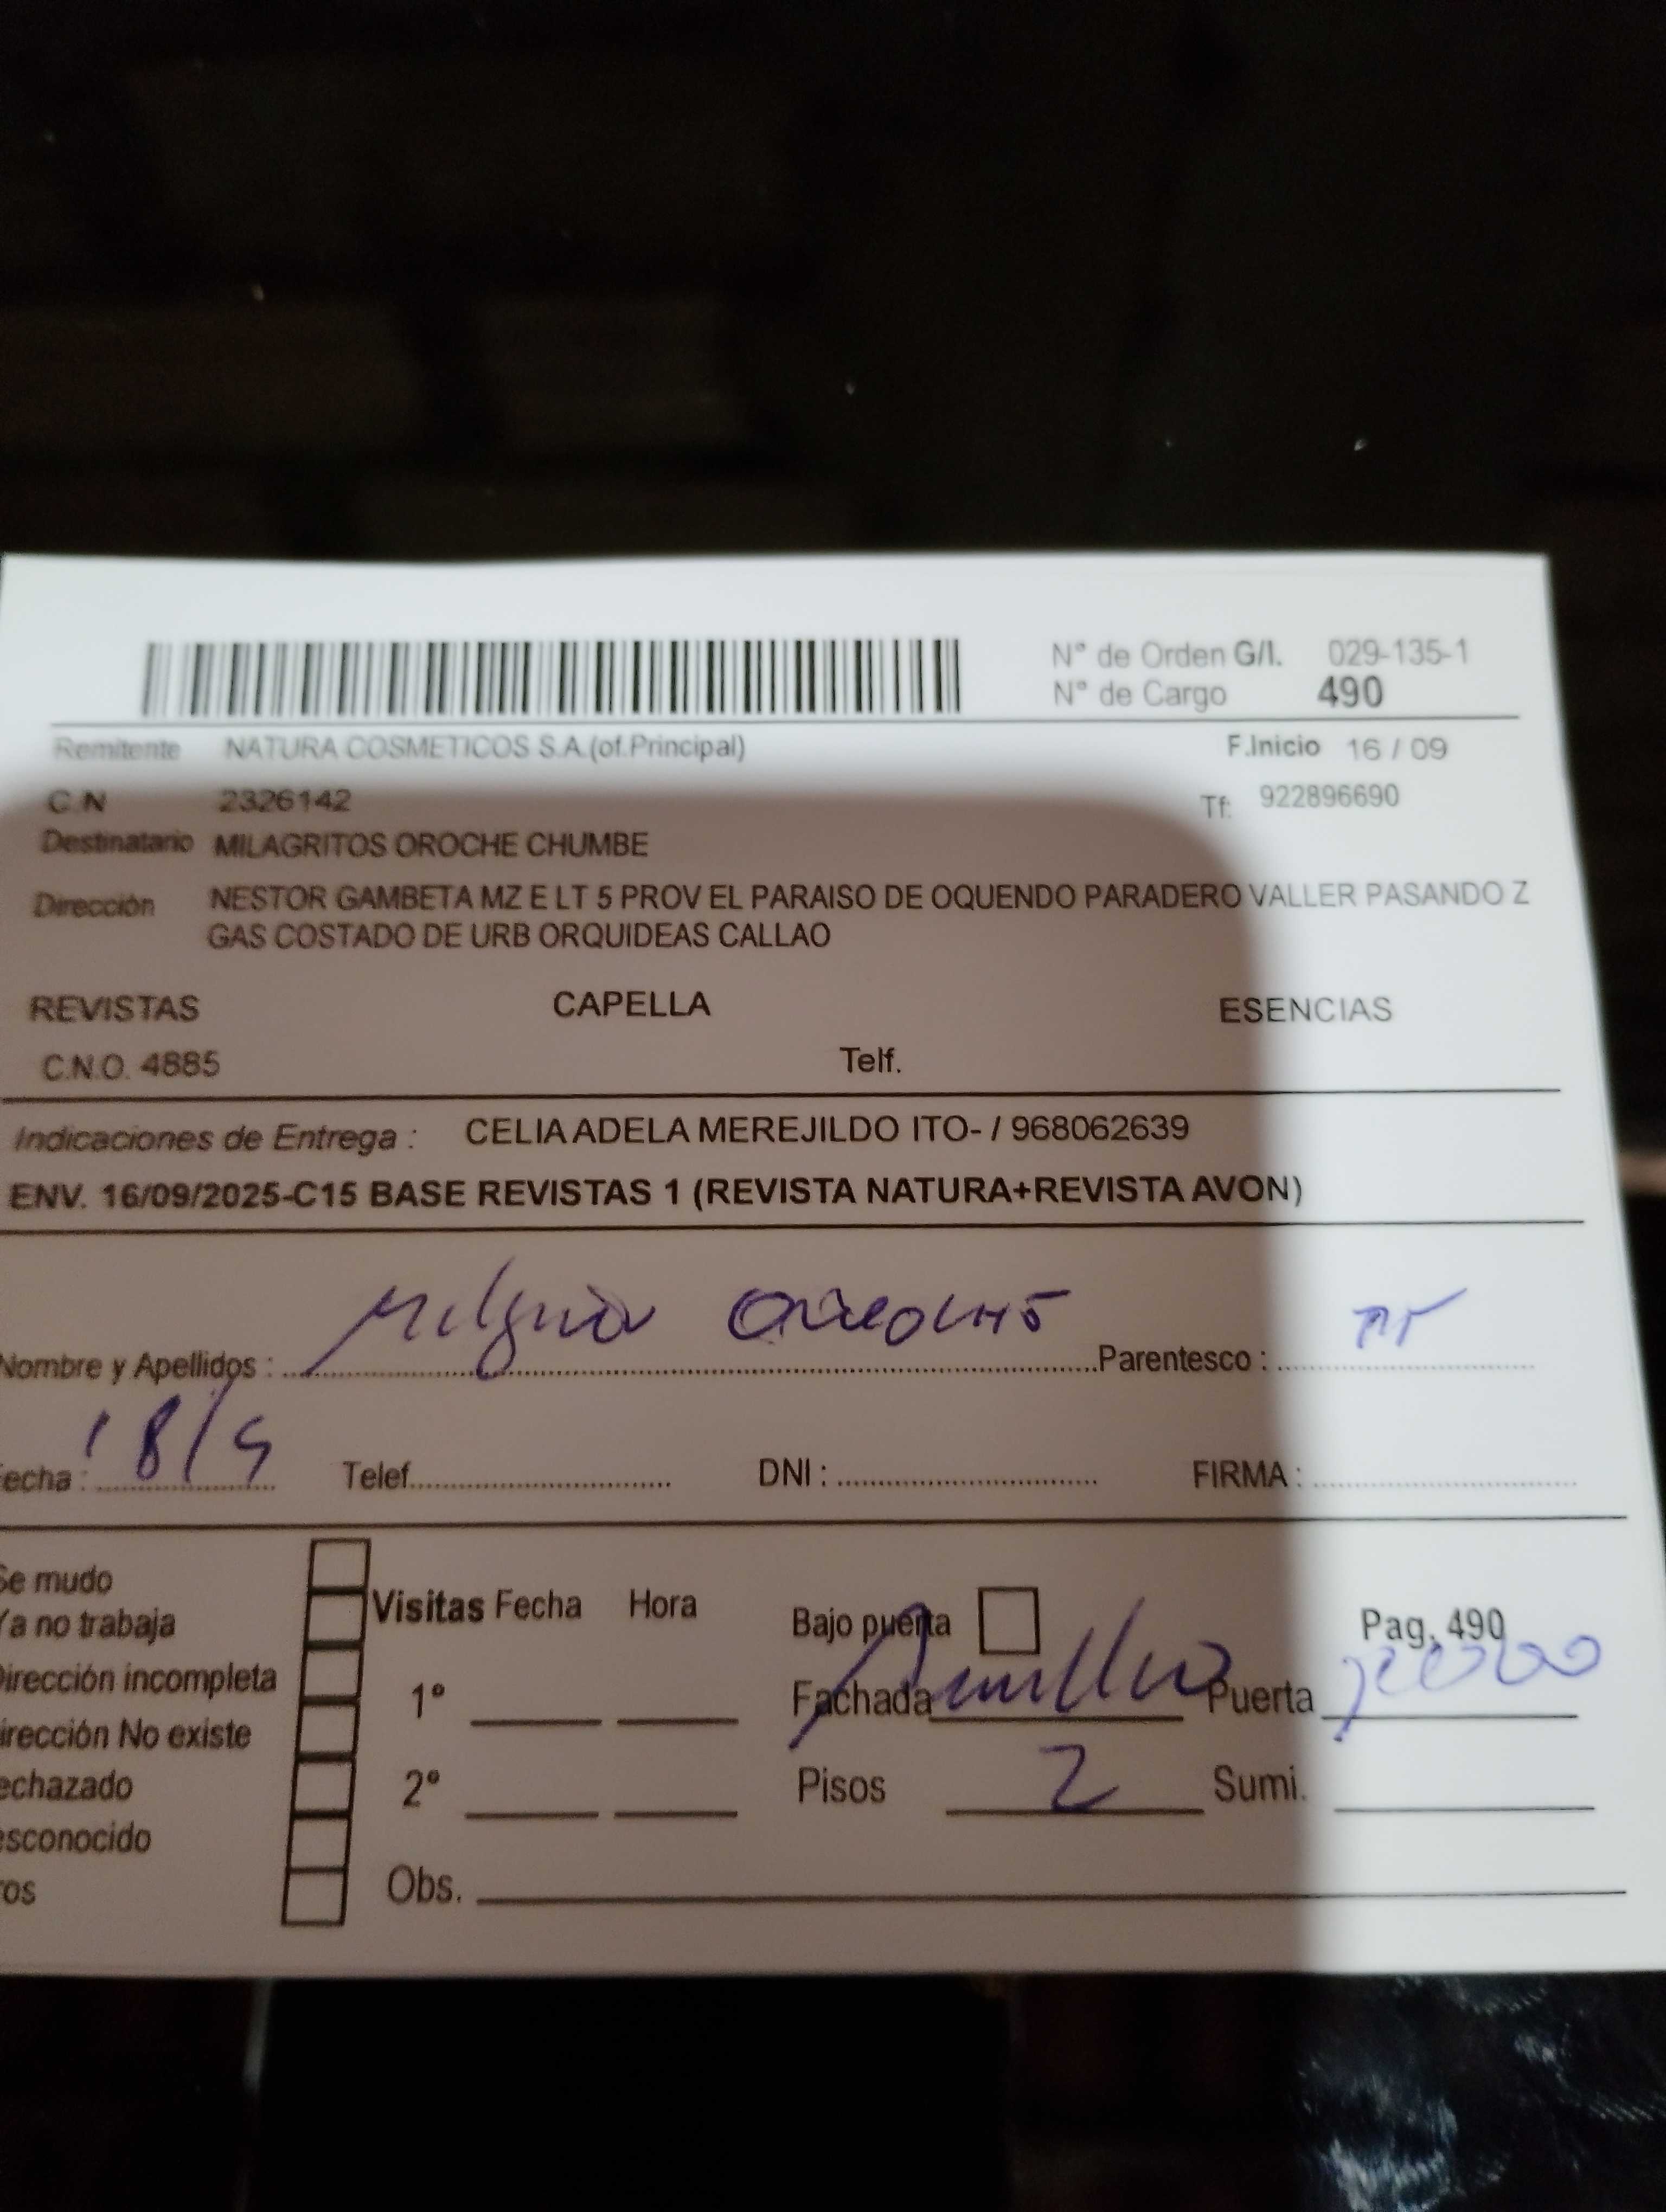 N° de Orden G/I. 029-135-1
N° de Cargo 490
Remitente NATURA COSMETICOS S.A.(of.Principal) F.Inicio 16 / 09
C.N 2326142 Tf: 922896690
Destinatario MILAGRITOS OROCHE CHUMBE
Dirección NESTOR GAMBETA MZ E LT 5 PROV EL PARAISO DE OQUENDO PARADERO VALLER PASANDO Z
GAS COSTADO DE URB ORQUIDEAS CALLAO
REVISTAS CAPELLA ESENCIAS
C.N.O. 4885 Telf.
Indicaciones de Entrega : CELIA ADELA MEREJILDO ITO- / 968062639
ENV. 16/09/2025-C15 BASE REVISTAS 1 (REVISTA NATURA+REVISTA AVON)
Nombre y Apellidos : Parentesco :
echa : 18/9 Telef. DNI : FIRMA :
Se mudo
Ya no trabaja
irección incompleta
irección No existe
echazado
esconocido
ros
Visitas Fecha Hora
1°
2°
Obs.
Bajo puerta Pag. 490
Fachada Puerta
Pisos 2 Sumi.